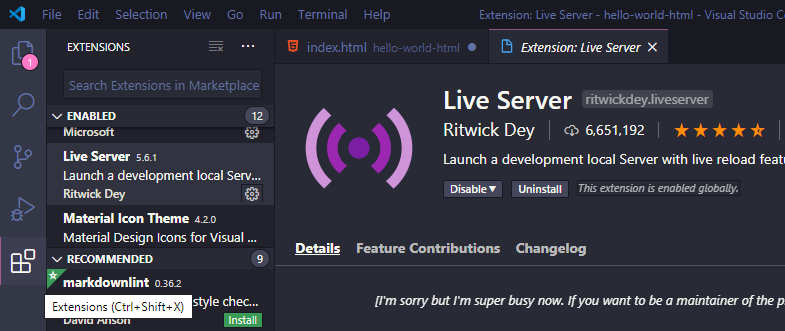 File Edit Selection View Go Run Terminal Help Extension: Live Server - hello-world-html - Visual Studio Co
EXTENSIONS
index.html hello-world-html
Extension: Live Server
1
Search Extensions in Marketplace
ENABLED 12
Microsoft
Live Server 5.6.1
Launch a development local Serv...
Ritwick Dey
Material Icon Theme 4.2.0
Material Design Icons for Visual ...
RECOMMENDED 9
markdownlint 0.36.2
style chec...
Extensions (Ctrl+Shift+X)
David Anson Install
Live Server ritwickdey.liveserver
Ritwick Dey 6,651,192
Launch a development local Server with live reload feat
Disable Uninstall This extension is enabled globally.
Details Feature Contributions Changelog
[I'm sorry but I'm super busy now. If you want to be a maintainer of the p